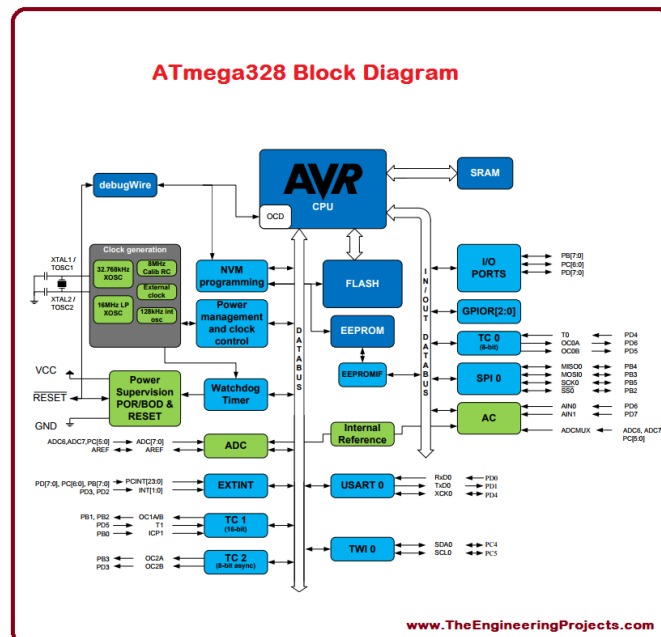 ATmega328 Block Diagram
AVR
CPU
OCD
debugWire
SRAM
Clock generation
XTAL1 /
TOSC1
XTAL2 /
TOSC2
32.768kHz
XOSC
8MHz
Calib RC
External
clock
16MHz LP
XOSC
128kHz int
osc
NVM
programming
FLASH
I/O
PORTS
PB[7:0]
PC[6:0]
PD[7:0]
GPIOR[2:0]
Power
management
and clock
control
EEPROM
EEPROMIF
DATABUS
IN/OUT DATABUS
TC 0
(8-bit)
T0 PD4
OC0A PD6
OC0B PD5
SPI 0
MISO0 PB4
MOSI0 PB3
SCK0 PB5
SS0 PB2
VCC
RESET
GND
Power
Supervision
POR/BOD &
RESET
Watchdog
Timer
Internal
Reference
AC
AIN0 PD6
AIN1 PD7
ADCMUX ADC6, ADC7
PC[5:0]
ADC6,ADC7,PC[5:0] ADC[7:0]
AREF AREF
ADC
PD[7:0], PC[6:0], PB[7:0] PCINT[23:0]
PD3, PD2 INT[1:0]
EXTINT
USART 0
RxD0 PD0
TxD0 PD1
XCK0 PD4
PB1, PB2 OC1A/B
PD5 T1
PB0 ICP1
TC 1
(16-bit)
PB3 OC2A
PD3 OC2B
TC 2
(8-bit async)
TWI 0
SDA0 PC4
SCL0 PC5
www.TheEngineeringProjects.com